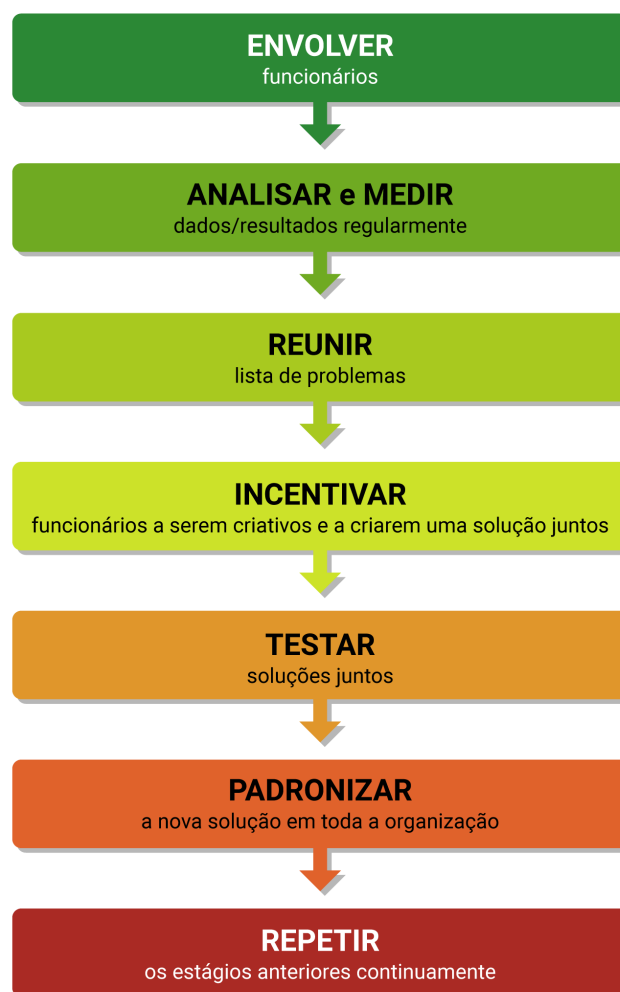 ENVOLVER
funcionários
ANALISAR e MEDIR
dados/resultados regularmente
REUNIR
lista de problemas
INCENTIVAR
funcionários a serem criativos e a criarem uma solução juntos
TESTAR
soluções juntos
PADRONIZAR
a nova solução em toda a organização
REPETIR
os estágios anteriores continuamente